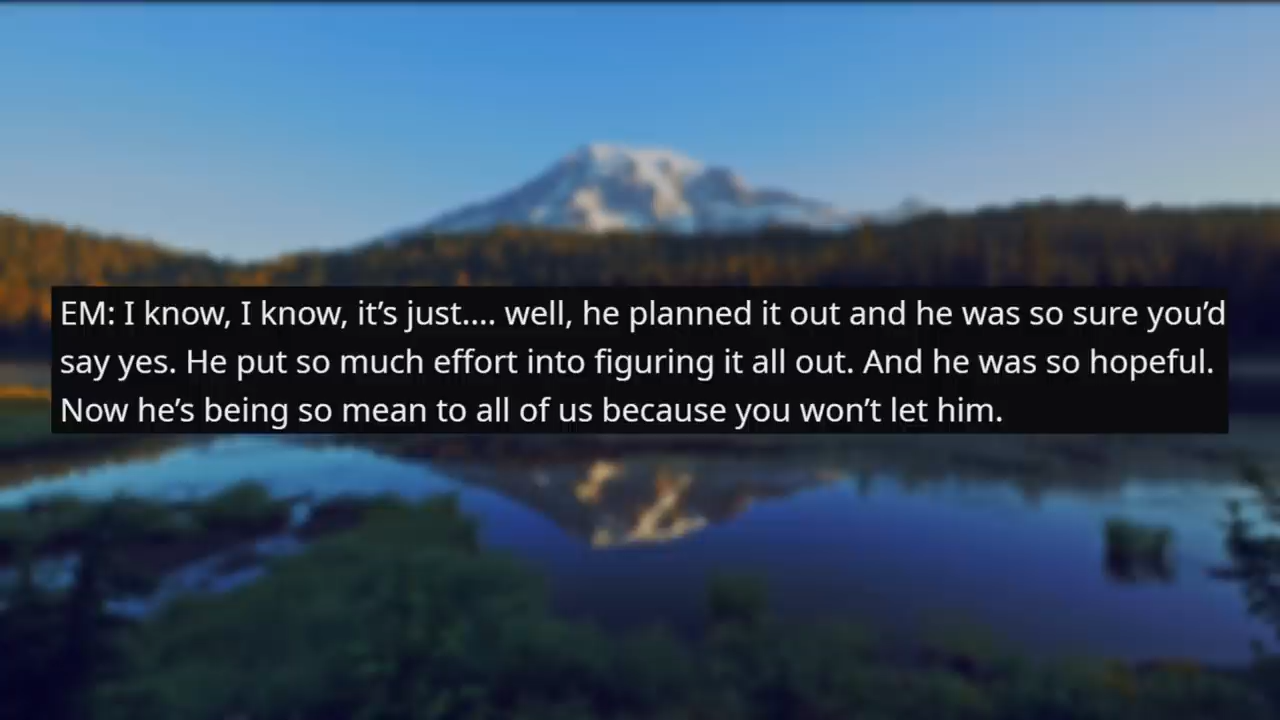 EM: I know, I know, it’s just.... well, he planned it out and he was so sure you’d
say yes. He put so much effort into figuring it all out. And he was so hopeful.
Now he’s being so mean to all of us because you won’t let him.